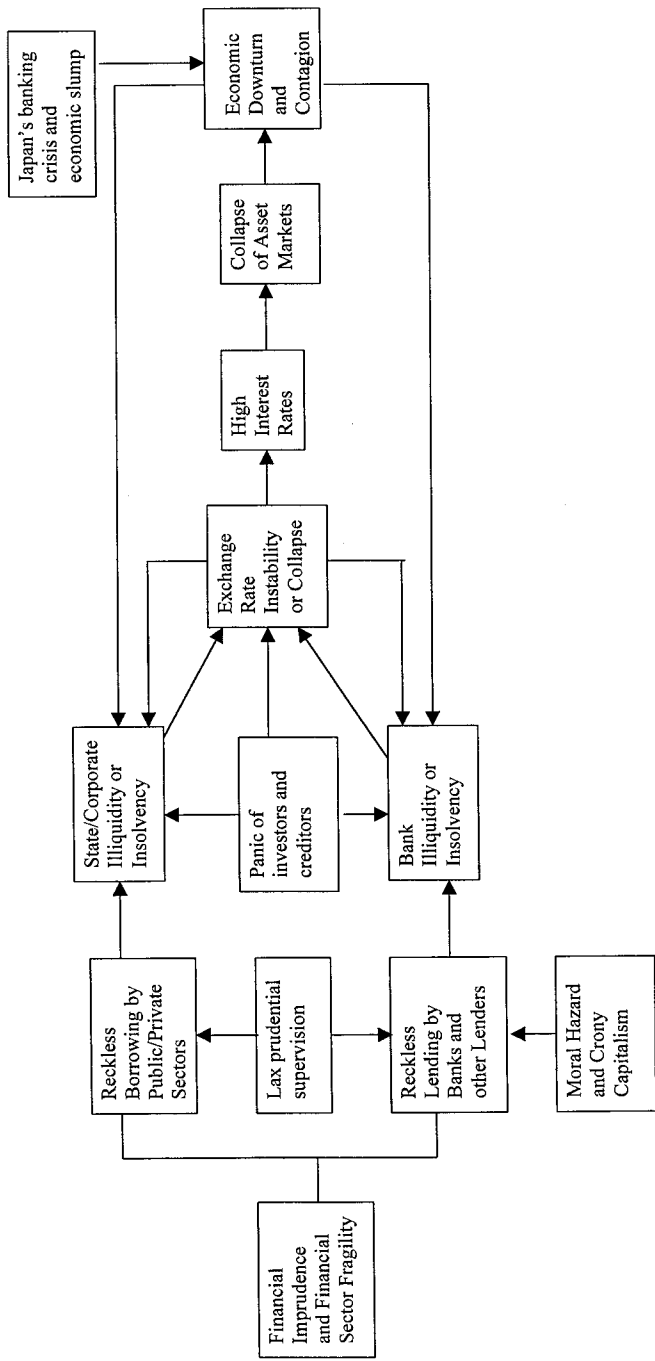 Financial
Imprudence
and Financial
Sector Fragility
Reckless
Borrowing by
Public/Private
Sectors
Lax prudential
supervision
Reckless
Lending by
Banks and
other Lenders
Moral Hazard
and Crony
Capitalism
State/Corporate
Illiquidity or
Insolvency
Panic of
investors and
creditors
Bank
Illiquidity or
Insolvency
Exchange
Rate
Instability
or Collapse
High
Interest
Rates
Collapse
of Asset
Markets
Japan's banking
crisis and
economic slump
Economic
Downturn
and
Contagion